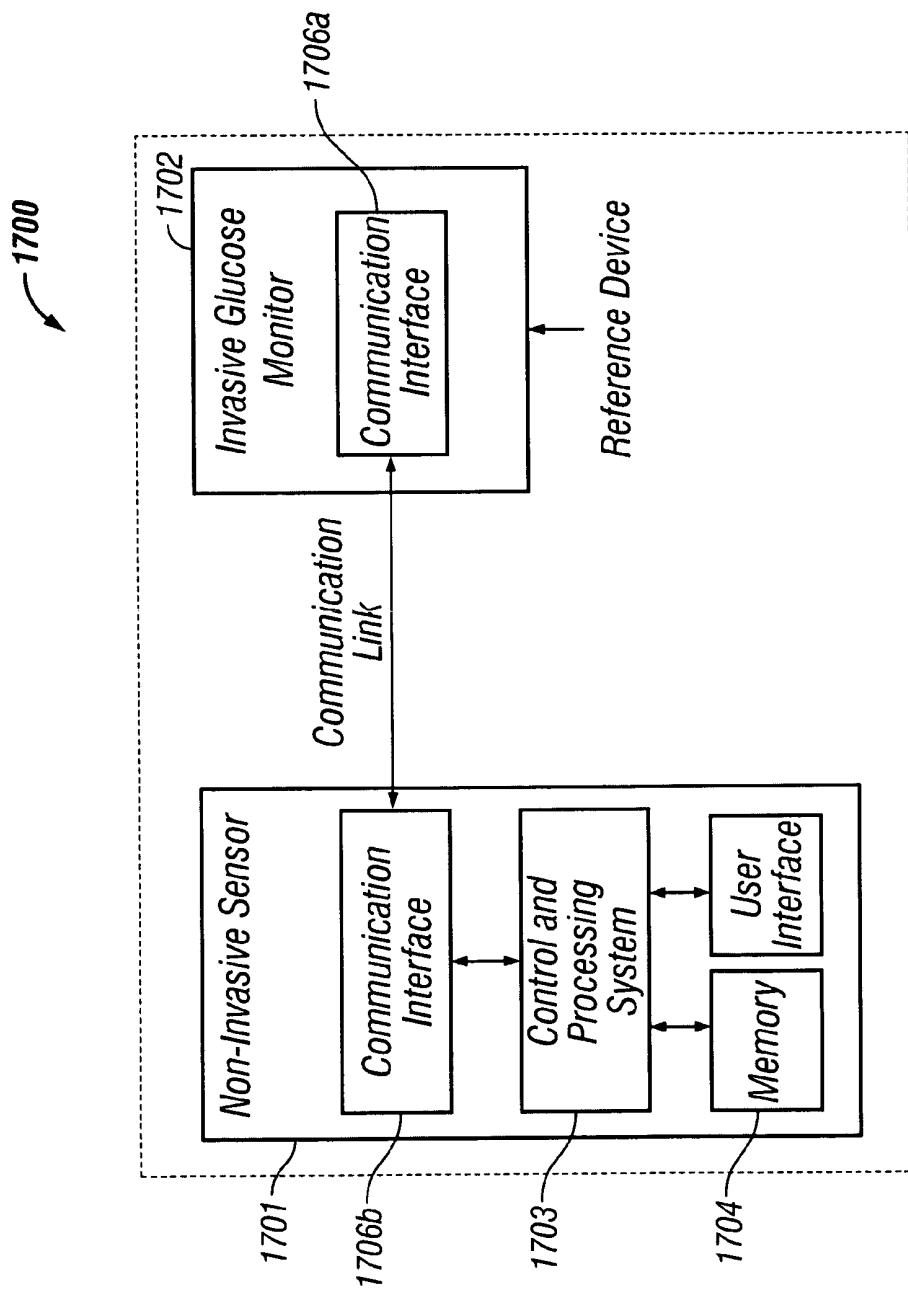 1700
1702
Invasive Glucose
Monitor
1706a
Communication
Interface
Reference Device
Communication
Link
Non-Invasive Sensor
1701
Communication
Interface
1706b
Control and
Processing
System
1703
Memory
1704
User
Interface